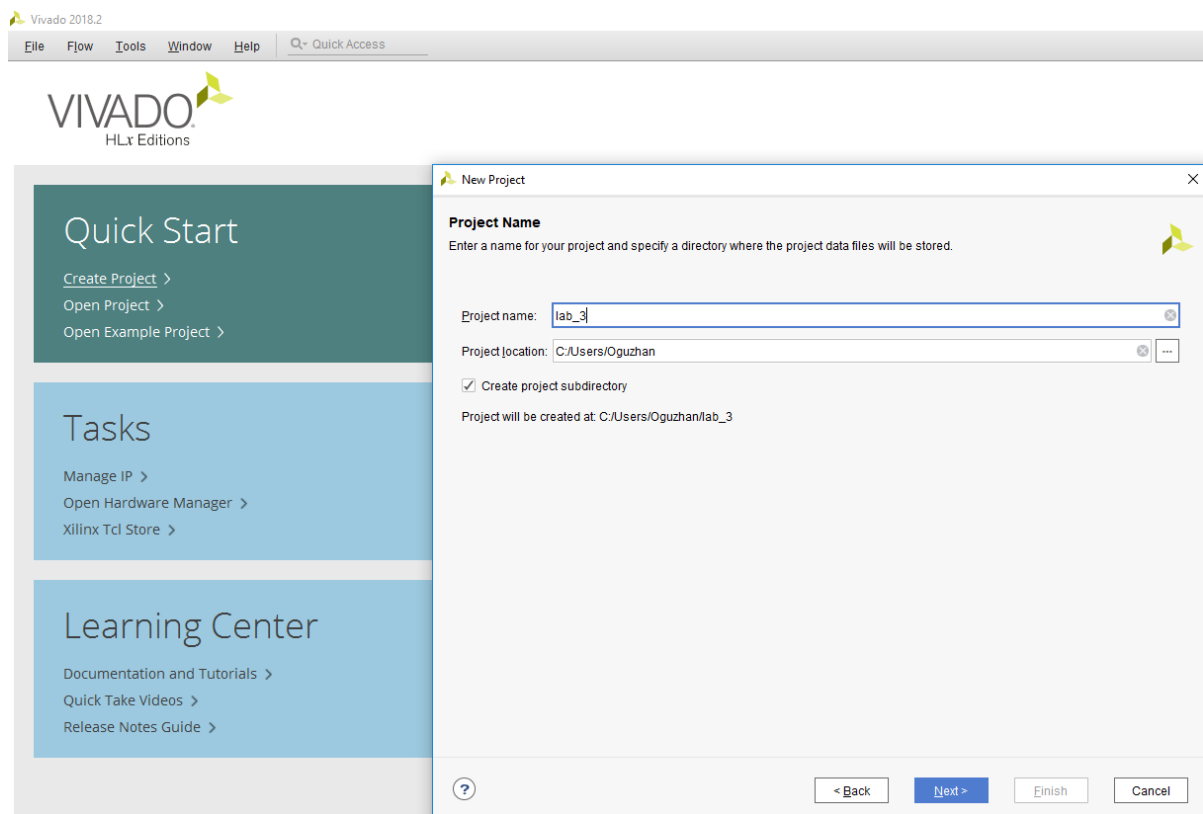 Vivado 2018.2
File Flow Tools Window Help Quick Access
VIVADO.
HLx Editions
Quick Start
Create Project >
Open Project >
Open Example Project >
Tasks
Manage IP >
Open Hardware Manager >
Xilinx Tcl Store >
Learning Center
Documentation and Tutorials >
Quick Take Videos >
Release Notes Guide >
New Project
Project Name
Enter a name for your project and specify a directory where the project data files will be stored.
Project name: lab_3
Project location: C:/Users/Oguzhan ...
Create project subdirectory
Project will be created at: C:/Users/Oguzhan/lab_3
? < Back Next > Finish Cancel